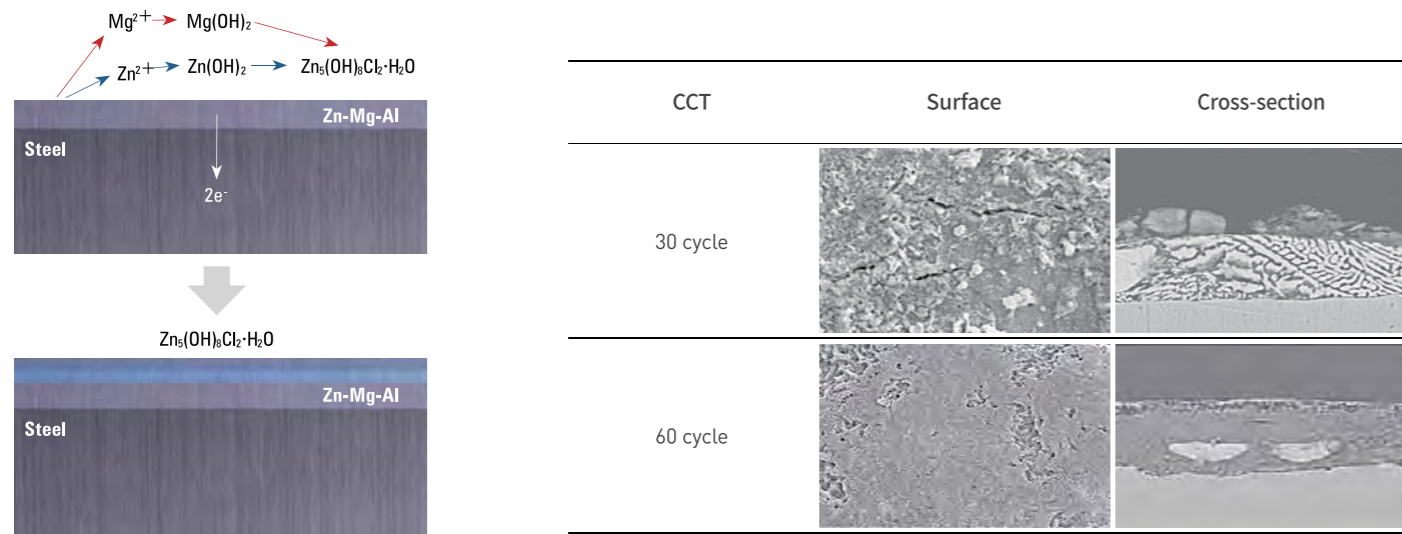 Mg²⁺ Mg(OH)₂
Zn²⁺ Zn(OH)₂ Zn₅(OH)₈Cl₂·H₂O
Zn-Mg-Al
Steel
2e⁻
Zn₅(OH)₈Cl₂·H₂O
Zn-Mg-Al
Steel
CCT Surface Cross-section
30 cycle
60 cycle